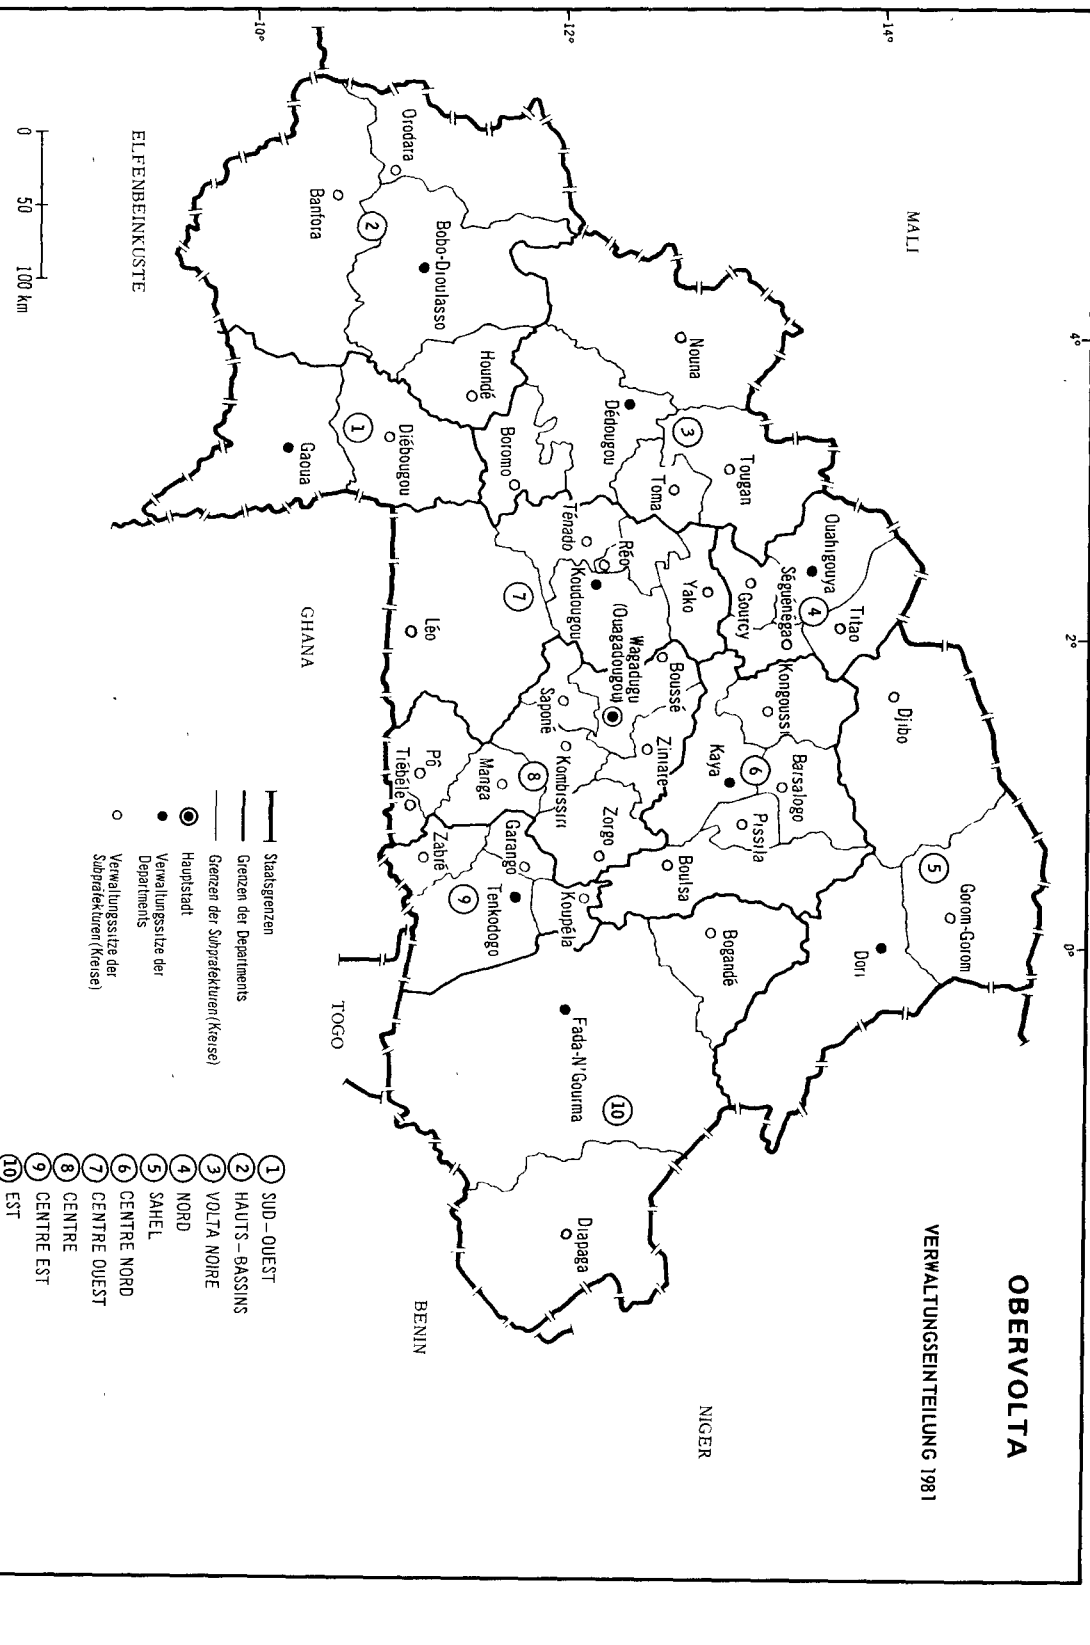 OBERVOLTA
VERWALTUNGSEINTEILUNG 1981
4°
2°
0°
14°
12°
10°
MALI
NIGER
BENIN
TOGO
GHANA
ELFENBEINKÜSTE
Gorom-Gorom
5
Djibo
Dori
Titao
Ouahigouya
4
Séguénéga
Kongoussi
Barsalogo
Gourcy
Tougan
6
Pissila
Kaya
Nouna
3
Toma
Yako
Bogandé
Boulsa
Boussé
Ziniaré
Dédougou
Réo
Wagadugu
(Ouagadougou)
Zorgo
10
Ténado
Koudougou
Saponé
Kombissiri
Koupéla
Fada-N'Gourma
Diapaga
Boromo
7
8
Manga
Garango
Tenkodogo
Houndé
Bobo-Dioulasso
Orodara
Diébougou
Léo
Pô
Tiébéle
Zabré
9
2
1
Banfora
Gaoua
Staatsgrenzen
Grenzen der Departments
Grenzen der Subpräfekturen(Kreise)
Hauptstadt
Verwaltungssitze der
Departments
Verwaltungssitze der
Subpräfekturen(Kreise)
1 SUD-OUEST
2 HAUTS-BASSINS
3 VOLTA NOIRE
4 NORD
5 SAHEL
6 CENTRE NORD
7 CENTRE OUEST
8 CENTRE
9 CENTRE EST
10 EST
0 50 100 km